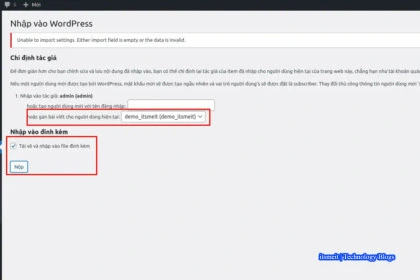 Mới
Nhập vào WordPress
Unable to import settings. Either import field is empty or the data is invalid.
Chỉ định tác giả
Để đơn giản hơn cho bạn chỉnh sửa và lưu nội dung đã nhập vào, bạn có thể chỉ định lại tác giả của item đã nhập cho người dùng hiện tại của trang web này, chẳng hạn như tài khoản quản
Nếu một người dùng mới được tạo bởi WordPress, mật khẩu mới sẽ được tạo ngẫu nhiên và vai trò người dùng's sẽ được đặt là subscriber. Thay đổi thủ công thông tin người dùng mới
1. Nhập vào tác giả: admin (admin)
hoặc tạo người dùng mới với tên đăng nhập:
hoặc gán bài viết cho người dùng hiện tại: demo_itsmeit (demo_itsmeit)
Nhập vào đính kèm
Tải về và nhập vào file đính kèm
Nộp
itsmeit 's Technology Blogs